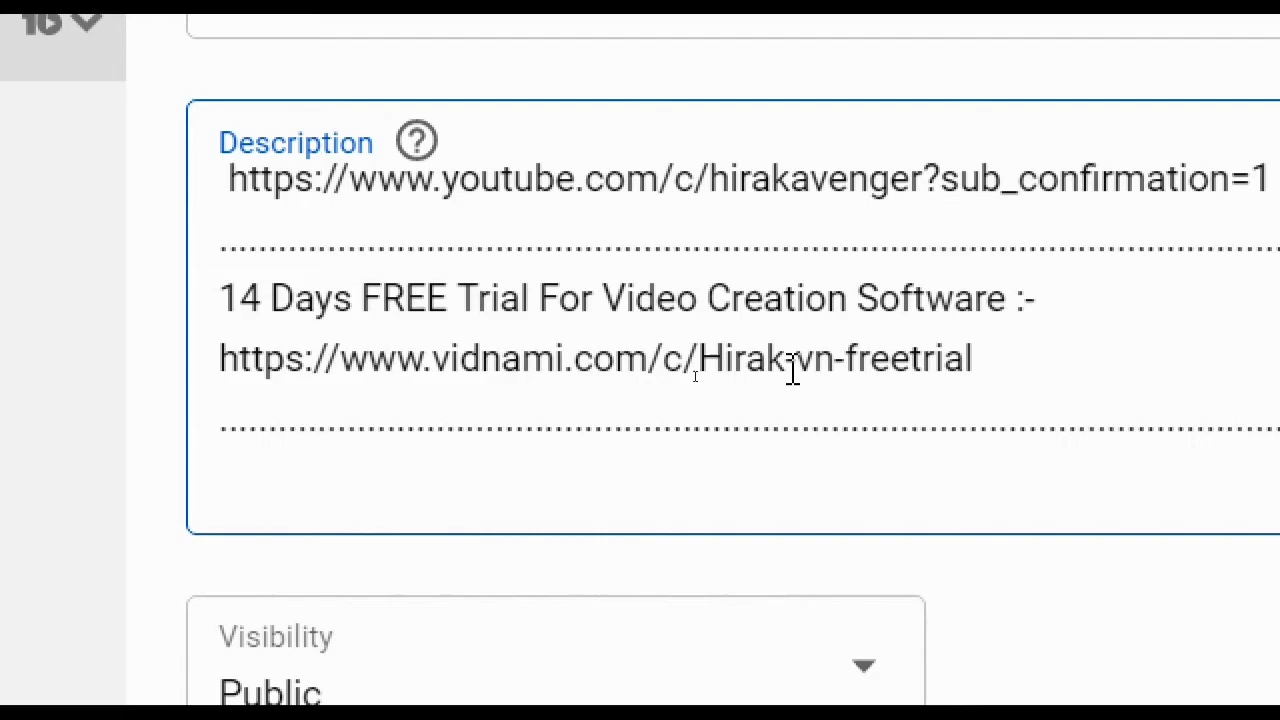 Description
https://www.youtube.com/c/hirakavenger?sub_confirmation=1
14 Days FREE Trial For Video Creation Software :-
https://www.vidnami.com/c/Hirak-vn-freetrial
Visibility
Public